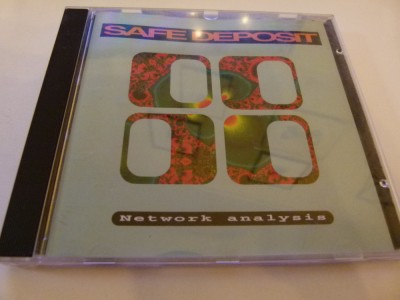 SAFE DEPOSIT
Network analysis